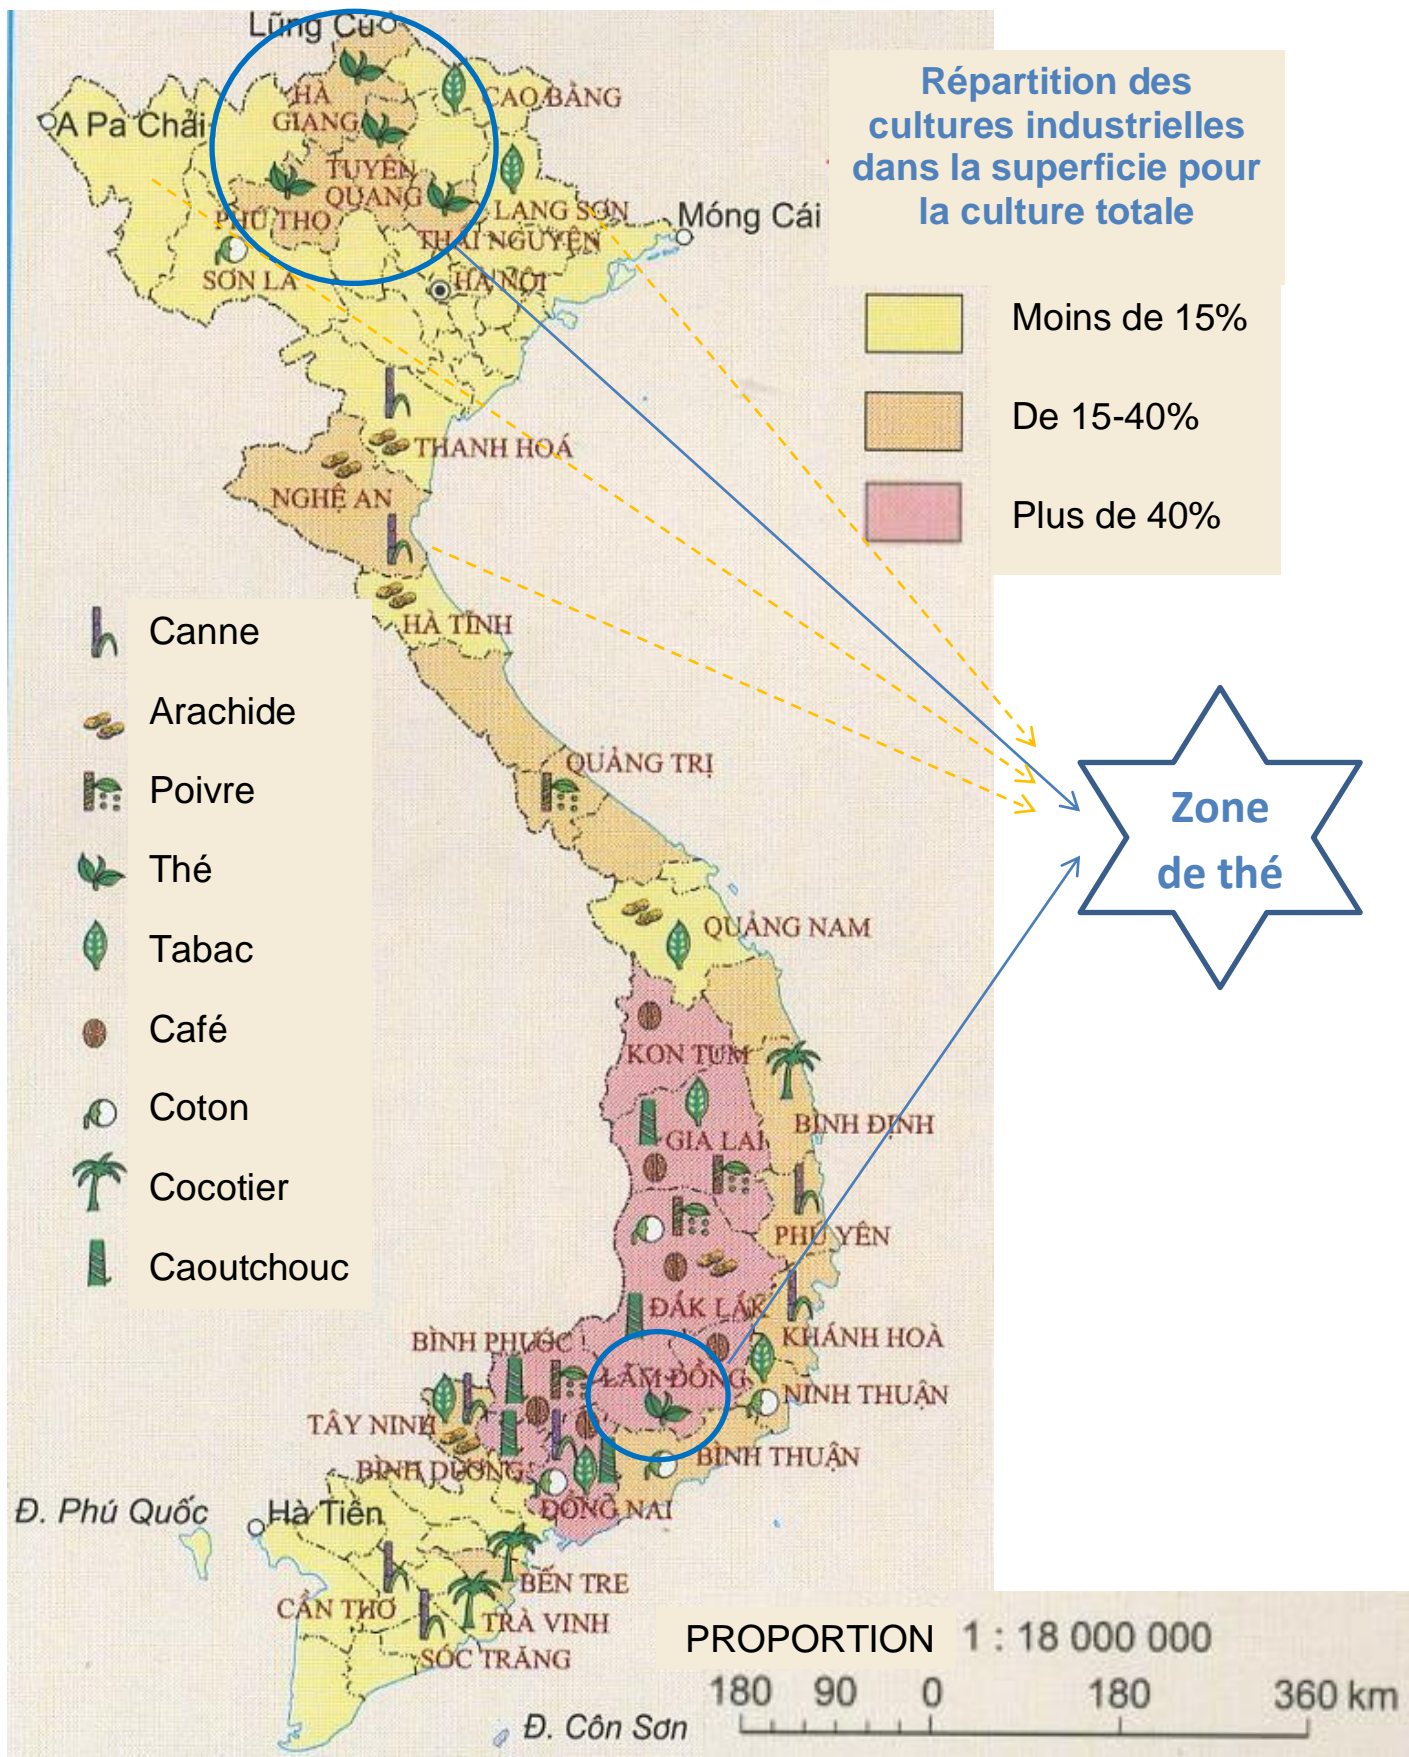 Lũng Cú
HÀ
GIANG
CAO BẰNG
A Pa Chải
TUYÊN
QUANG
PHÚ THỌ
LẠNG SƠN
Móng Cái
THÁI NGUYÊN
SƠN LA
HÀ NỘI
Répartition des
cultures industrielles
dans la superficie pour
la culture totale
Moins de 15%
De 15-40%
Plus de 40%
THANH HOÁ
NGHỆ AN
HÀ TĨNH
Canne
Arachide
Poivre
Thé
Tabac
Café
Coton
Cocotier
Caoutchouc
QUẢNG TRỊ
Zone
de thé
QUẢNG NAM
KON TUM
BÌNH ĐỊNH
GIA LAI
PHÚ YÊN
ĐẮK LẮK
KHÁNH HOÀ
BÌNH PHƯỚC
LÂM ĐỒNG
NINH THUẬN
TÂY NINH
BÌNH THUẬN
BÌNH DƯƠNG
ĐỒNG NAI
Đ. Phú Quốc
Hà Tiên
BẾN TRE
CẦN THƠ
TRÀ VINH
SÓC TRĂNG
Đ. Côn Sơn
PROPORTION 1 : 18 000 000
180 90 0 180 360 km